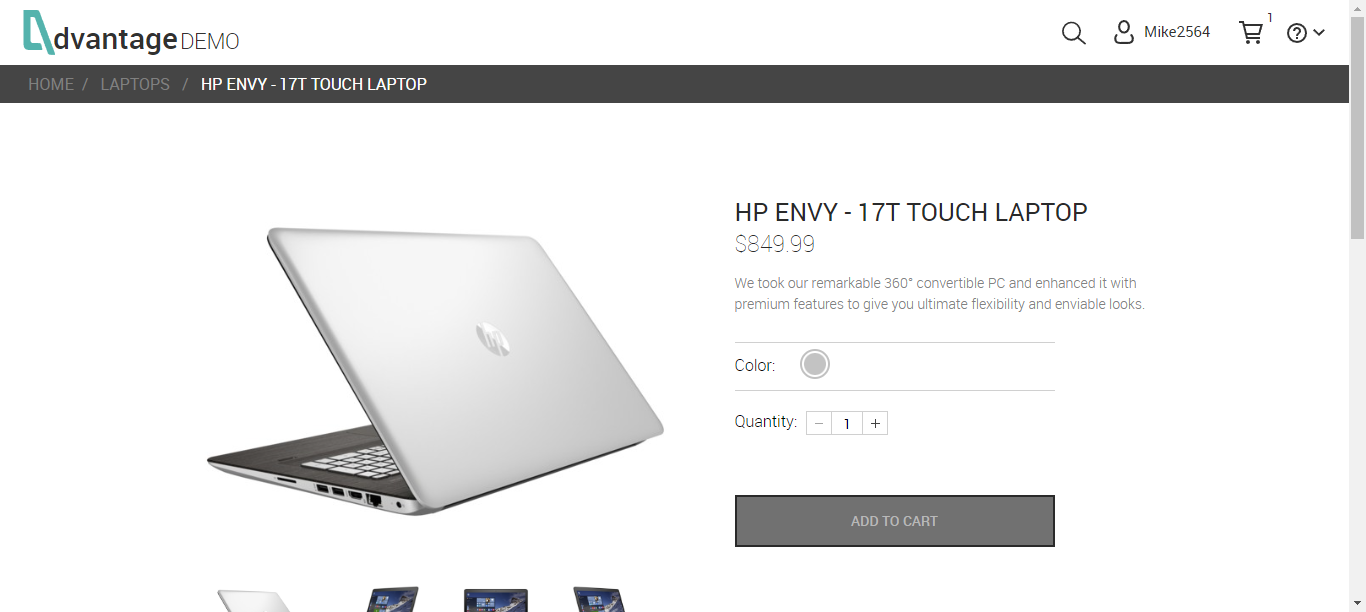 dvantage DEMO
Mike2564
1
HOME / LAPTOPS / HP ENVY - 17T TOUCH LAPTOP
HP ENVY - 17T TOUCH LAPTOP
$849.99
We took our remarkable 360° convertible PC and enhanced it with
premium features to give you ultimate flexibility and enviable looks.
Color:
Quantity: − 1 +
ADD TO CART
hp